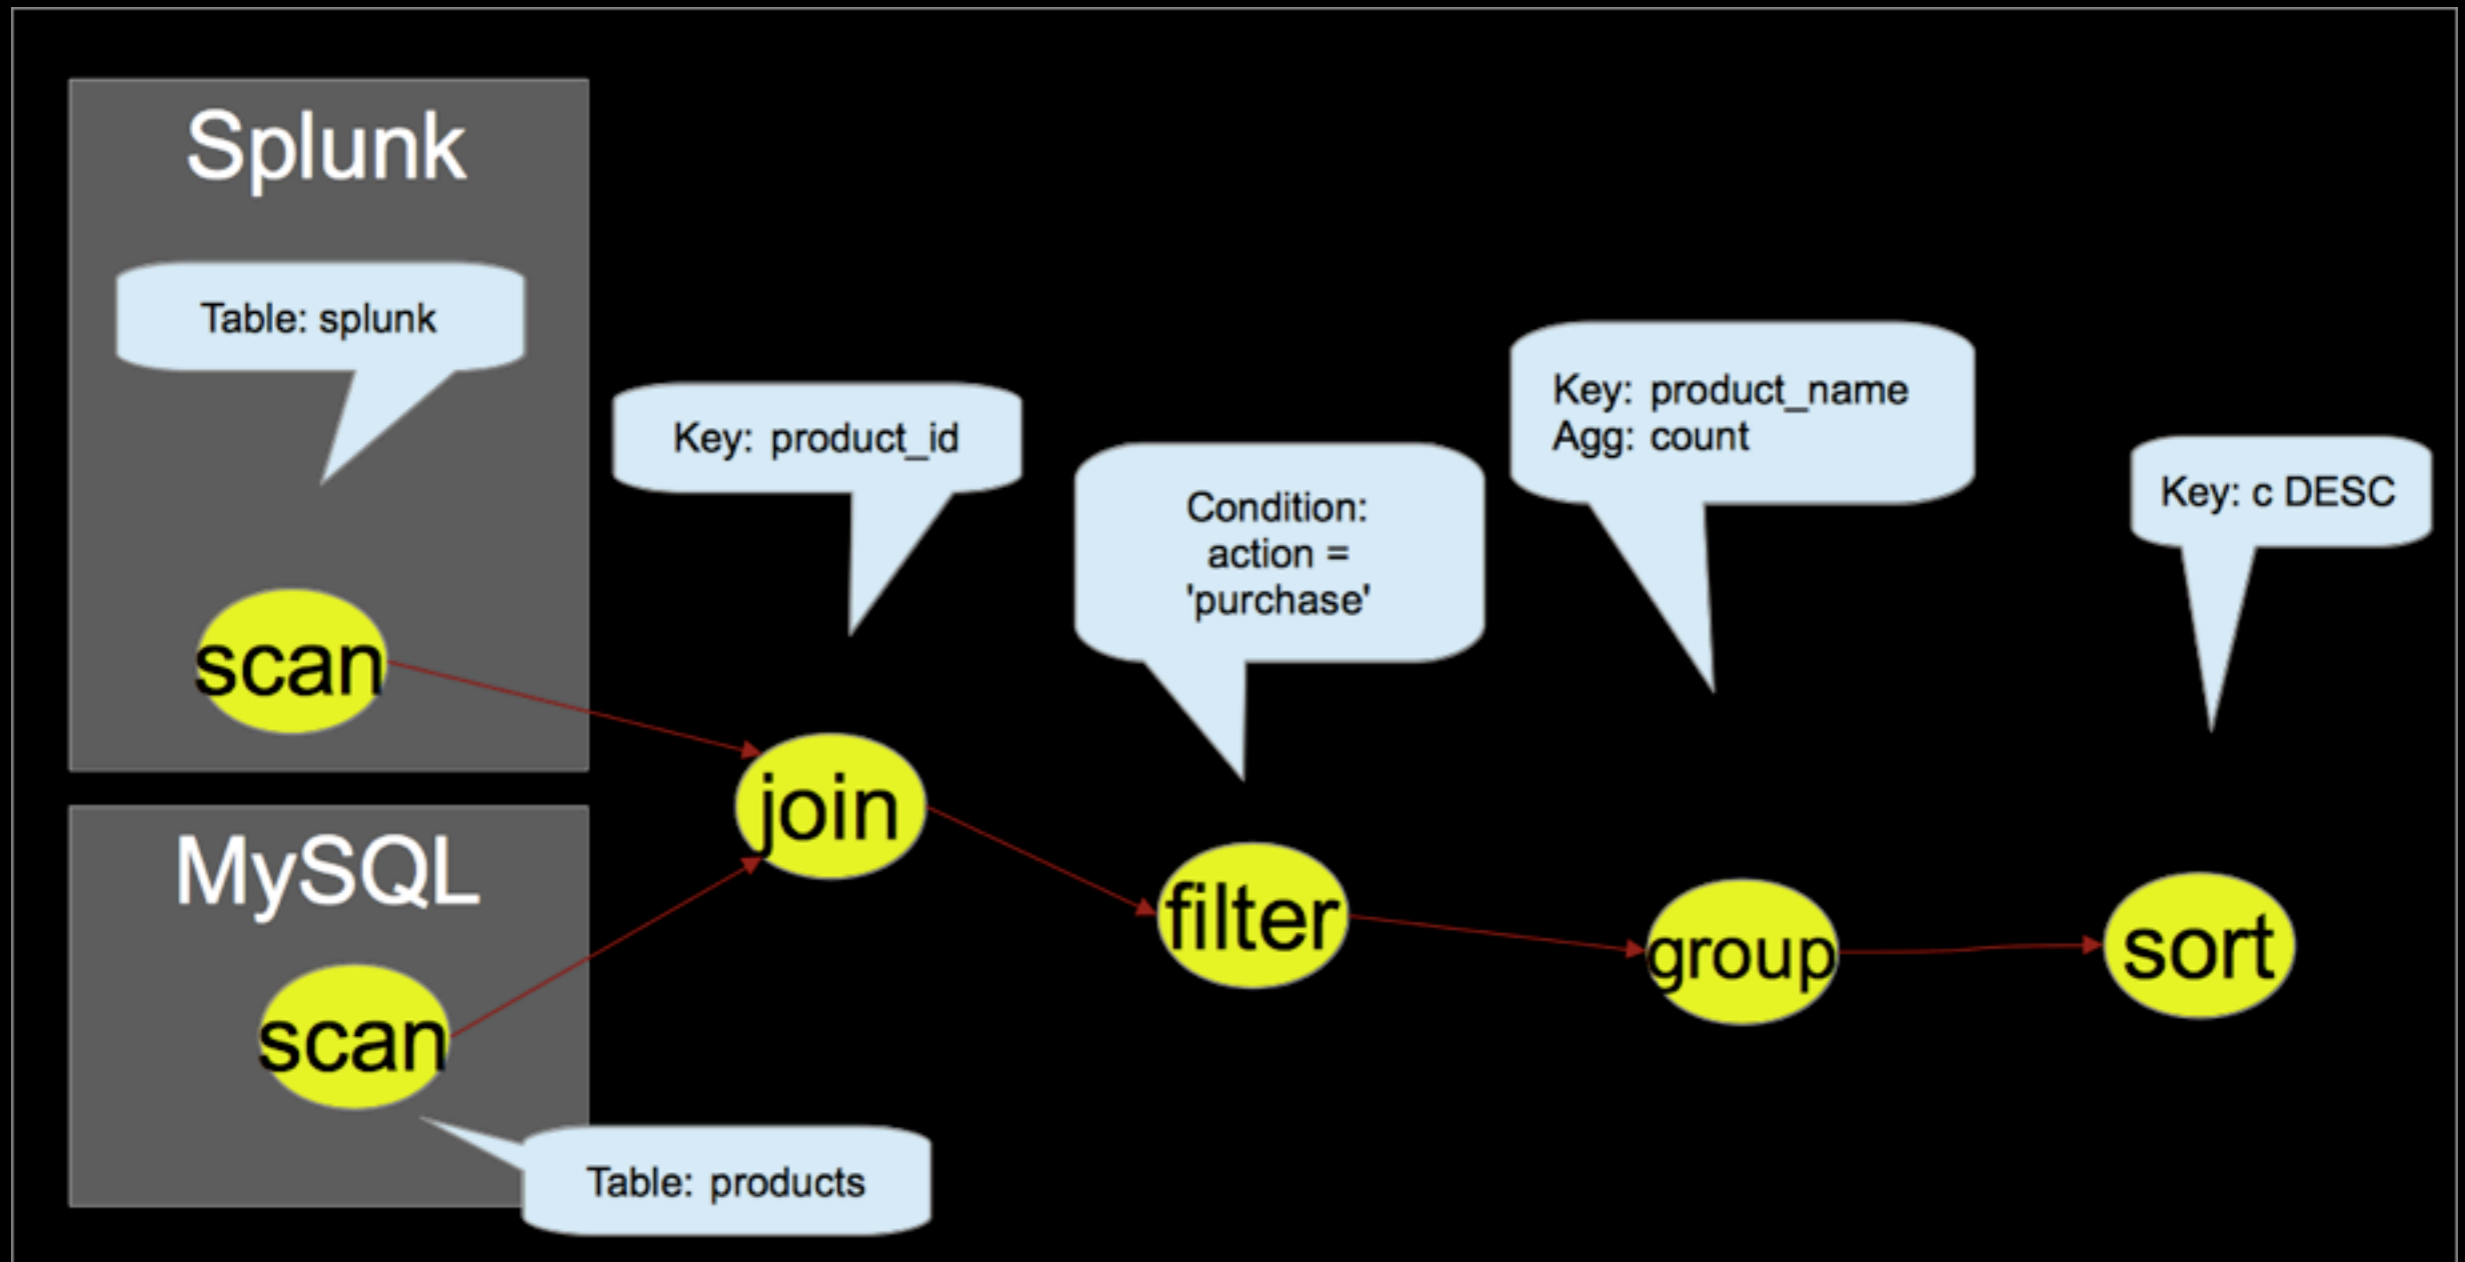 Splunk
Table: splunk
scan
Key: product_id
join
Condition:
action =
'purchase'
filter
Key: product_name
Agg: count
group
Key: c DESC
sort
MySQL
scan
Table: products